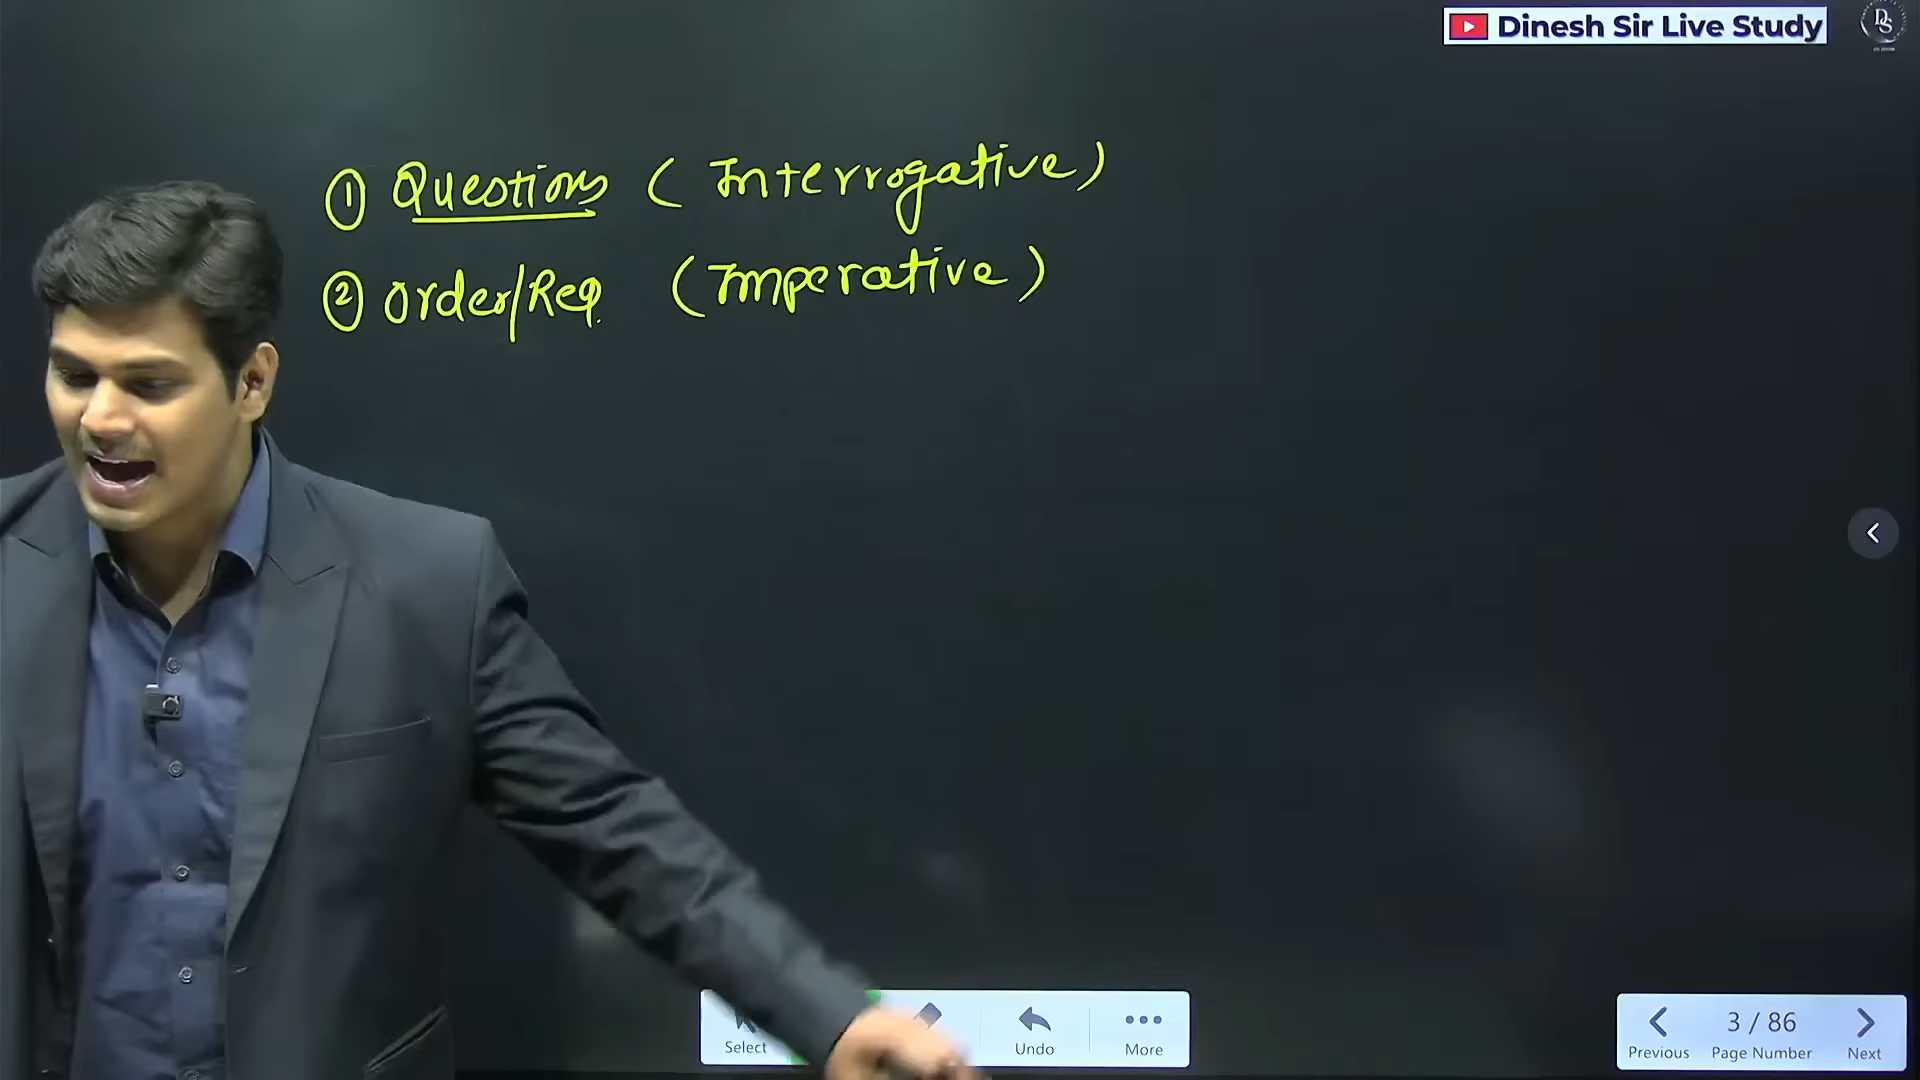 Dinesh Sir Live Study
DS
① Questions (Interrogative)
② Order/Req. (Imperative)
Select
Undo
More
3 / 86
Previous
Page Number
Next